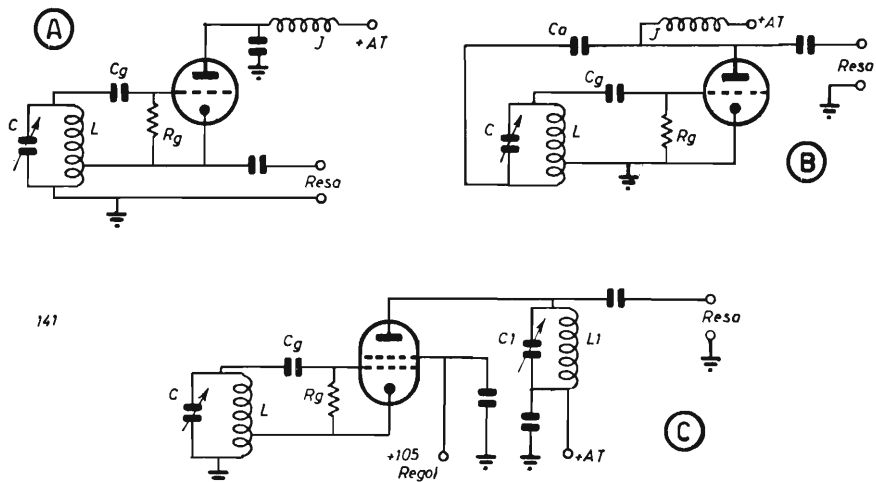 A
Cg
J
+AT
C
L
Rg
Resa
Ca
J
+AT
Cg
Resa
C
L
Rg
B
141
Cg
C
L
Rg
+105
Regol
C1
L1
Resa
+AT
C